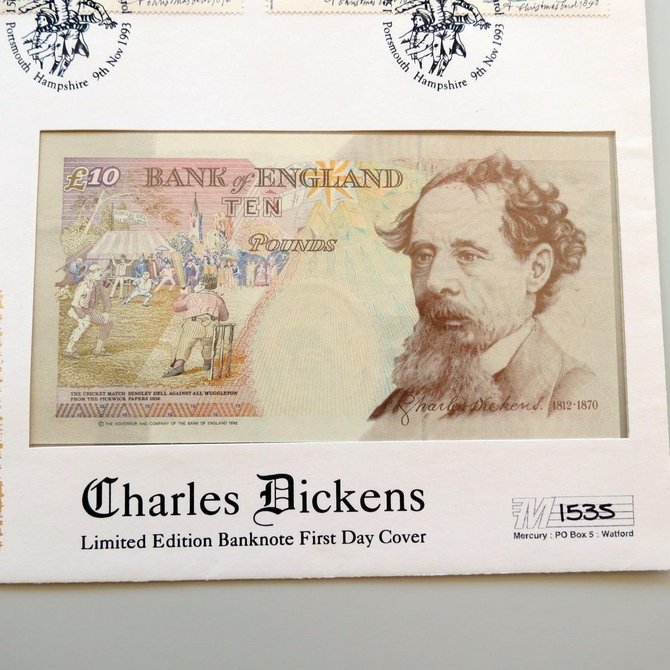 Portsmouth Hampshire 9th Nov 1993
Portsmouth Hampshire 9th Nov 1993
£10 BANK of ENGLAND
TEN
POUNDS
THE CRICKET MATCH DINGLEY DELL AGAINST ALL MUGGLETON
FROM THE PICKWICK PAPERS 1836
© THE GOVERNOR AND COMPANY OF THE BANK OF ENGLAND 1992
Charles Dickens. 1812·1870
Charles Dickens
Limited Edition Banknote First Day Cover
M 1535
Mercury : PO Box 5 : Watford